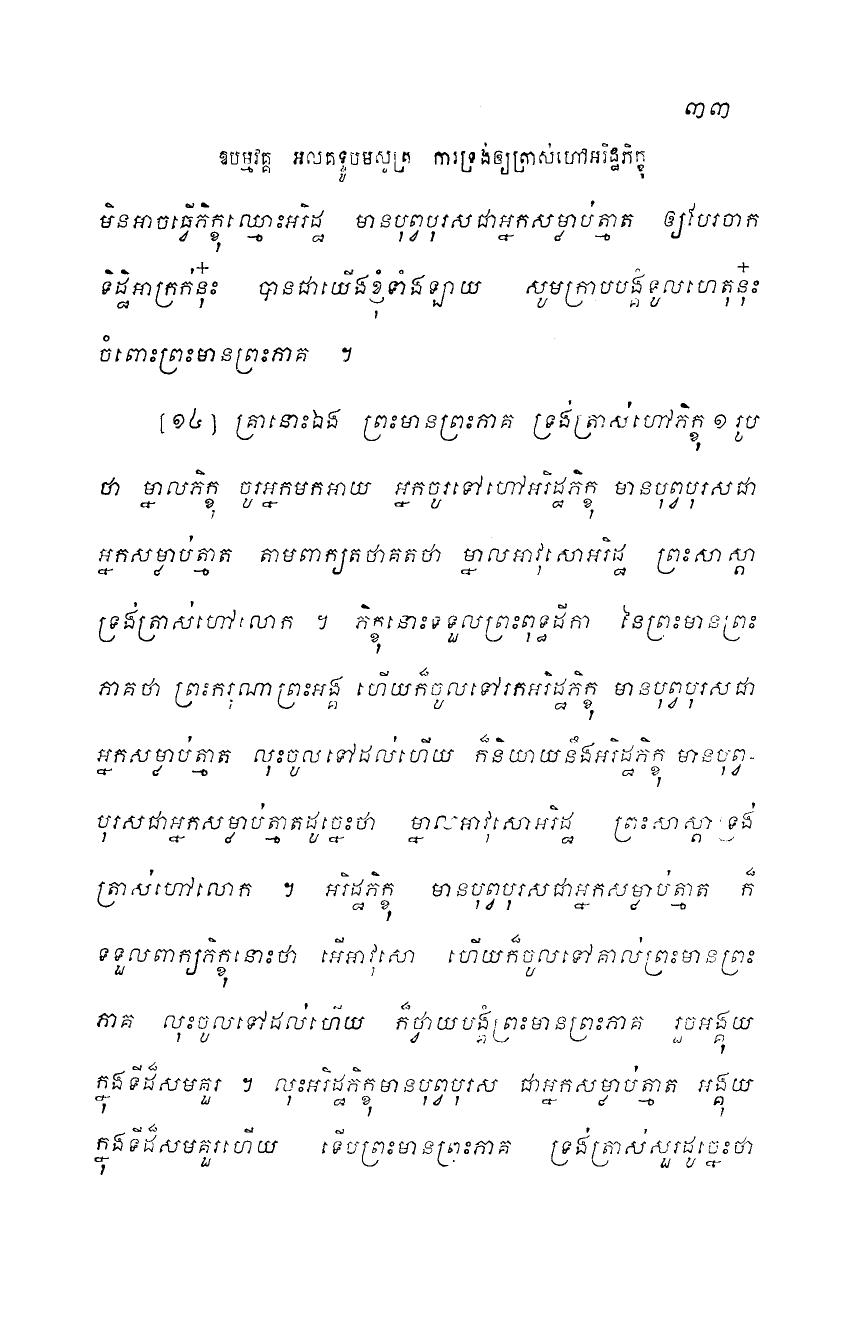 ៣៣
ឱបម្មវគ្គ អលគទ្ទូបមសូត្រ ការទ្រង់ឲ្យត្រាស់ហៅអរិដ្ឋភិក្ខុ
មិនអាចធ្វើភិក្ខុឈ្មោះអរិដ្ឋ មានបុព្វបុរសជាអ្នកសម្លាប់ត្មាត ឲ្យបែរចាក
ទិដ្ឋិអាក្រក់នុ៎ះ បានជាយើងខ្ញុំទាំងឡាយ សូមក្រាបបង្គំទូលហេតុនុ៎ះ
ចំពោះព្រះមានព្រះភាគ ។
[១៤] គ្រានោះឯង ព្រះមានព្រះភាគ ទ្រង់ត្រាស់ហៅភិក្ខុ ១ រូប
ថា ម្នាលភិក្ខុ ចូរអ្នកមកអាយ អ្នកចូរទៅហៅអរិដ្ឋភិក្ខុ មានបុព្វបុរសជា
អ្នកសម្លាប់ត្មាត តាមពាក្យតថាគតថា ម្នាលអាវុសោអរិដ្ឋ ព្រះសាស្តា
ទ្រង់ត្រាស់ហៅលោក ។ ភិក្ខុនោះទទួលព្រះពុទ្ធដីកា នៃព្រះមានព្រះ
ភាគថា ព្រះករុណាព្រះអង្គ ហើយក៏ចូលទៅរកអរិដ្ឋភិក្ខុ មានបុព្វបុរសជា
អ្នកសម្លាប់ត្មាត លុះចូលទៅដល់ហើយ ក៏និយាយនឹងអរិដ្ឋភិក្ខុ មានបុព្វ-
បុរសជាអ្នកសម្លាប់ត្មាតដូច្នេះថា ម្នាលអាវុសោអរិដ្ឋ ព្រះសាស្តា ទ្រង់
ត្រាស់ហៅលោក ។ អរិដ្ឋភិក្ខុ មានបុព្វបុរសជាអ្នកសម្លាប់ត្មាត ក៏
ទទួលពាក្យភិក្ខុនោះថា អើអាវុសោ ហើយក៏ចូលទៅគាល់ព្រះមានព្រះ
ភាគ លុះចូលទៅដល់ហើយ ក៏ថ្វាយបង្គំព្រះមានព្រះភាគ រួចអង្គុយ
ក្នុងទីដ៏សមគួរ ។ លុះអរិដ្ឋភិក្ខុមានបុព្វបុរស ជាអ្នកសម្លាប់ត្មាត អង្គុយ
ក្នុងទីដ៏សមគួរហើយ ទើបព្រះមានព្រះភាគ ទ្រង់ត្រាស់សួរដូច្នេះថា